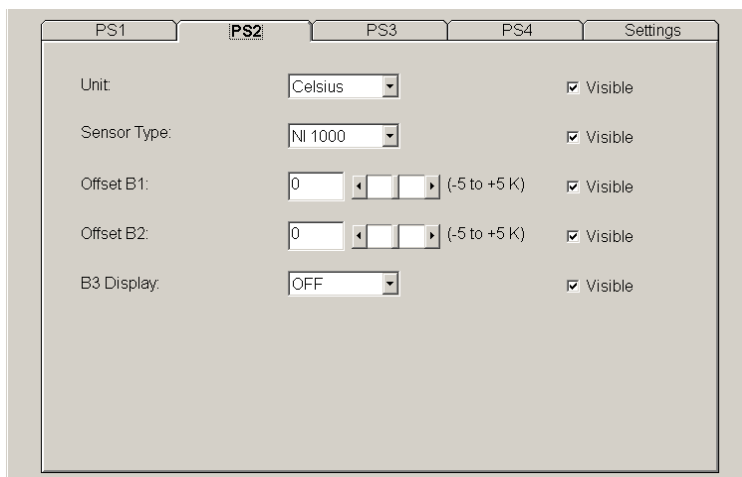 PS1 PS2 PS3 PS4 Settings
Unit: Celsius Visible
Sensor Type: NI 1000 Visible
Offset B1: 0 (-5 to +5 K) Visible
Offset B2: 0 (-5 to +5 K) Visible
B3 Display: OFF Visible